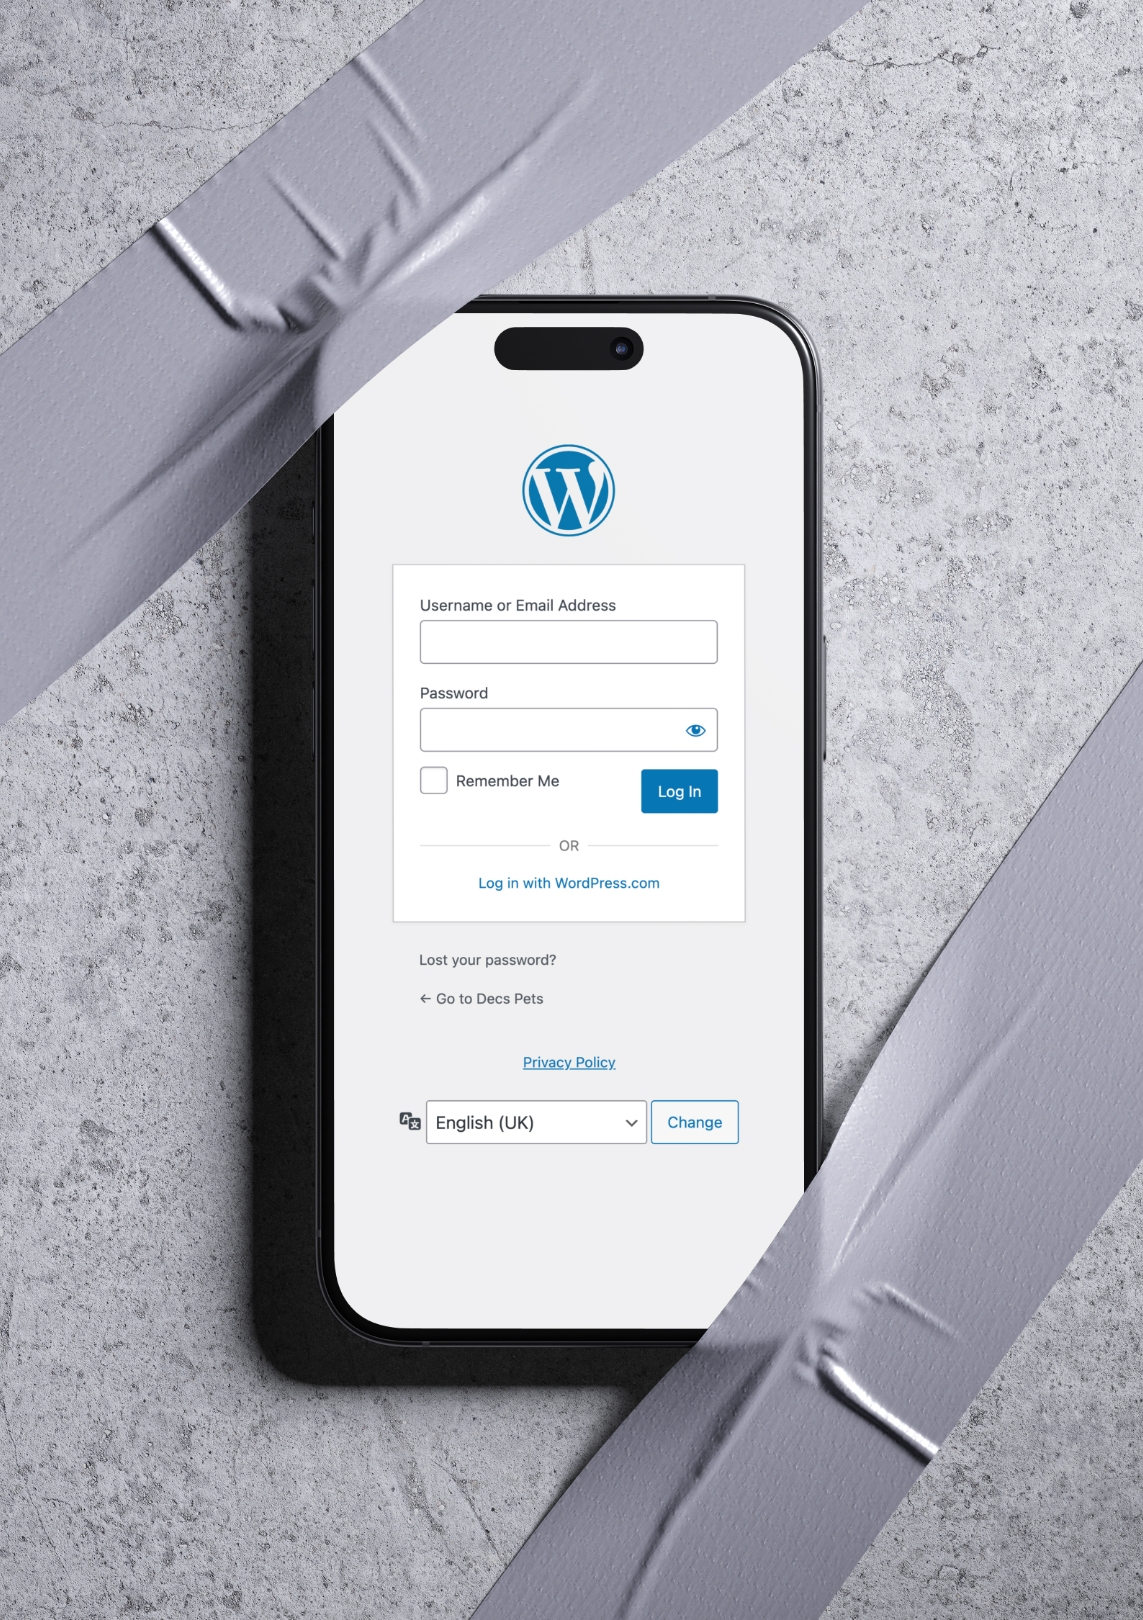 Username or Email Address
Password
Remember Me
Log In
OR
Log in with WordPress.com
Lost your password?
← Go to Decs Pets
Privacy Policy
English (UK)
Change